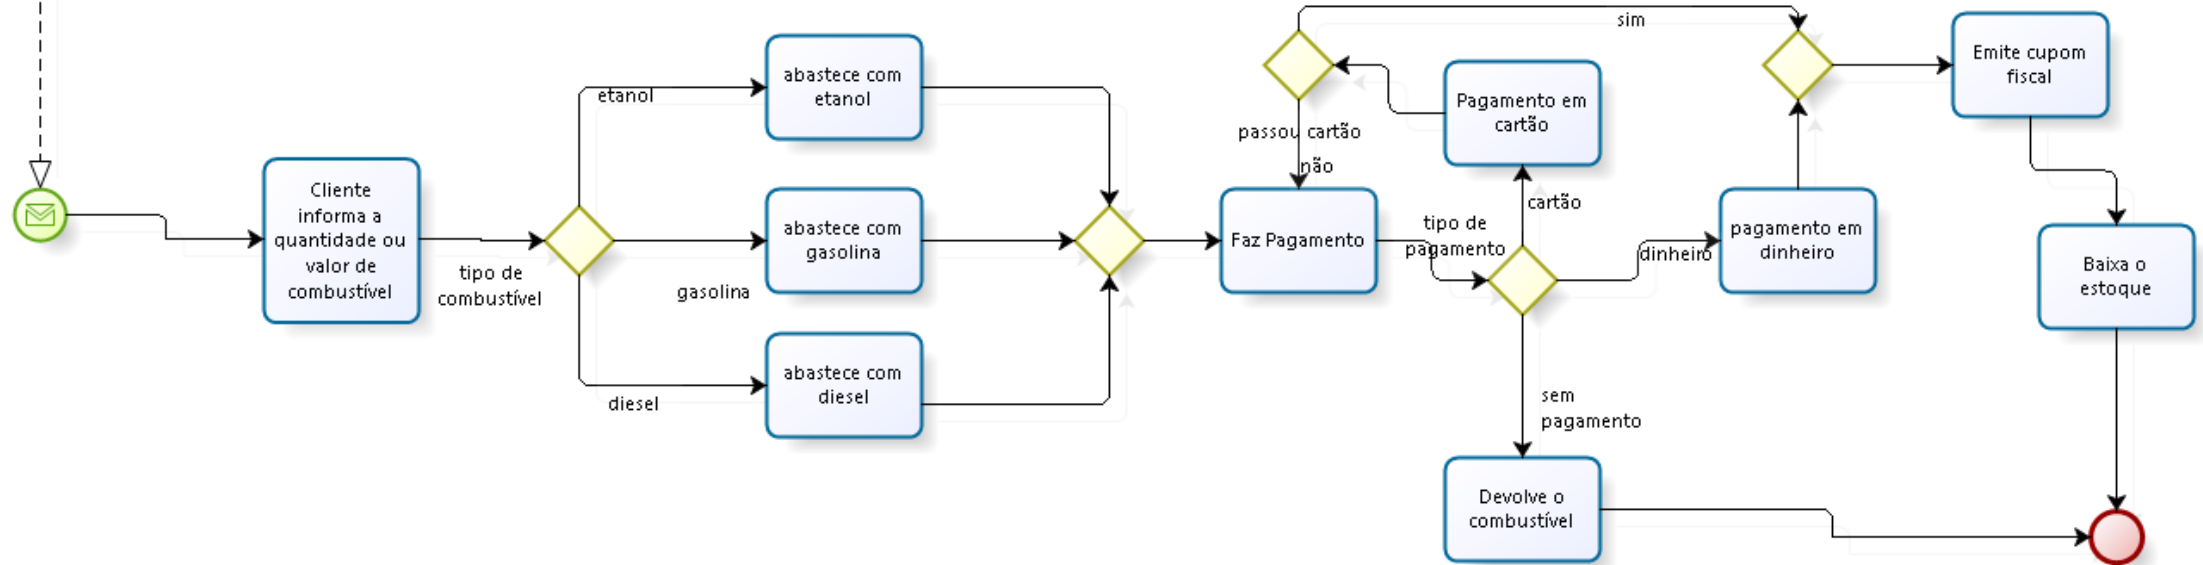 Cliente
informa a
quantidade ou
valor de
combustível
tipo de
combustível
etanol
gasolina
diesel
abastece com
etanol
abastece com
gasolina
abastece com
diesel
Faz Pagamento
passou cartão
não
sim
tipo de
pagamento
Pagamento em
cartão
cartão
dinheiro
pagamento em
dinheiro
sem
pagamento
Devolve o
combustível
Emite cupom
fiscal
Baixa o
estoque